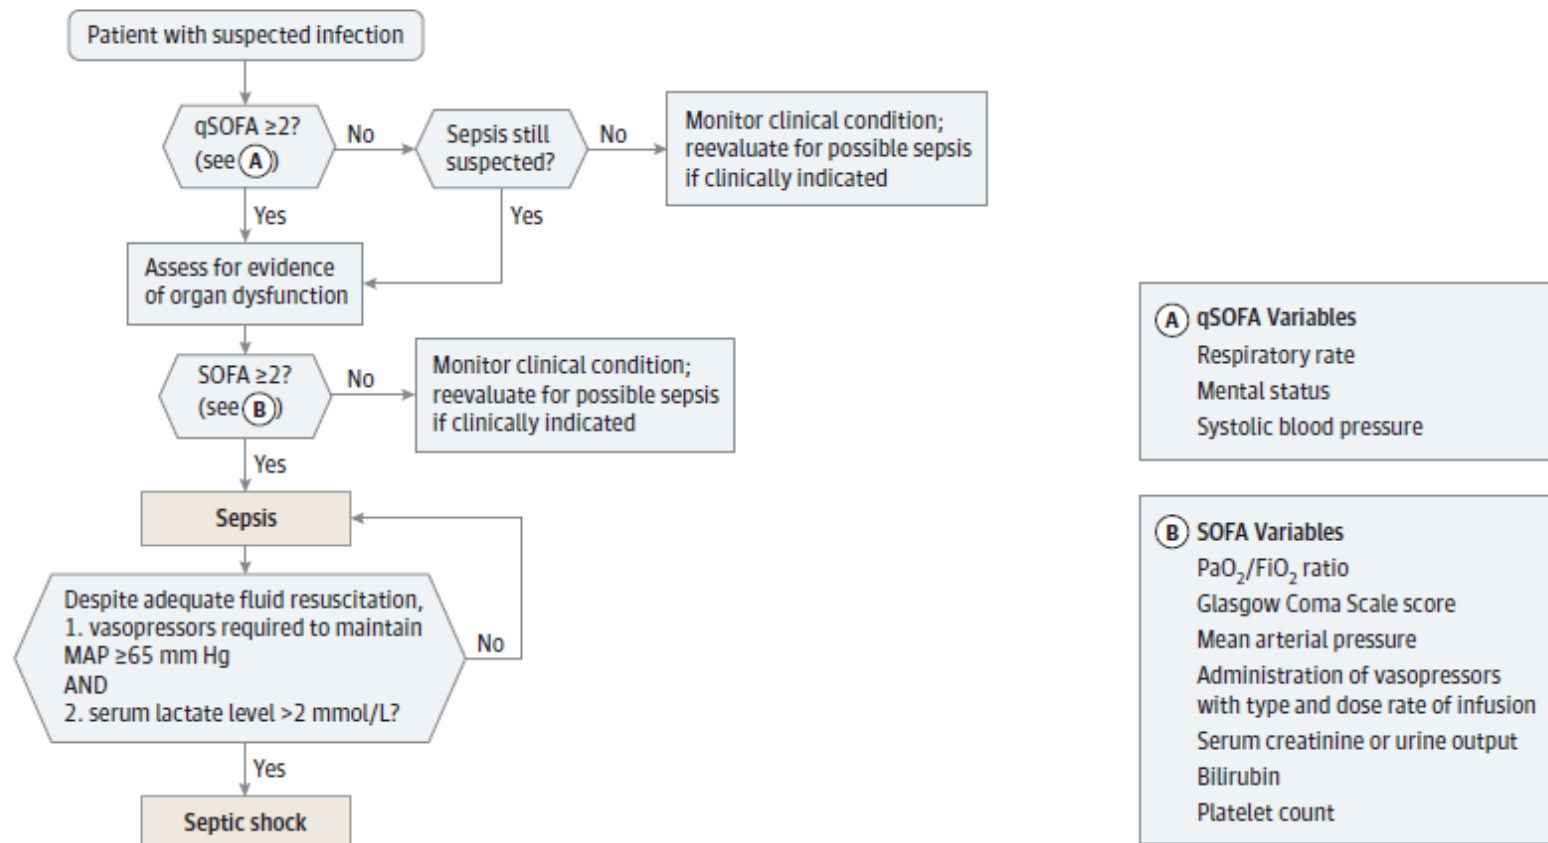 Patient with suspected infection
qSOFA ≥2?
(see A)
No
Sepsis still
suspected?
No
Monitor clinical condition;
reevaluate for possible sepsis
if clinically indicated
Yes
Yes
Assess for evidence
of organ dysfunction
SOFA ≥2?
(see B)
No
Monitor clinical condition;
reevaluate for possible sepsis
if clinically indicated
Yes
Sepsis
Despite adequate fluid resuscitation,
1. vasopressors required to maintain
MAP ≥65 mm Hg
AND
2. serum lactate level >2 mmol/L?
No
Yes
Septic shock
A qSOFA Variables
Respiratory rate
Mental status
Systolic blood pressure
B SOFA Variables
PaO₂/FiO₂ ratio
Glasgow Coma Scale score
Mean arterial pressure
Administration of vasopressors
with type and dose rate of infusion
Serum creatinine or urine output
Bilirubin
Platelet count